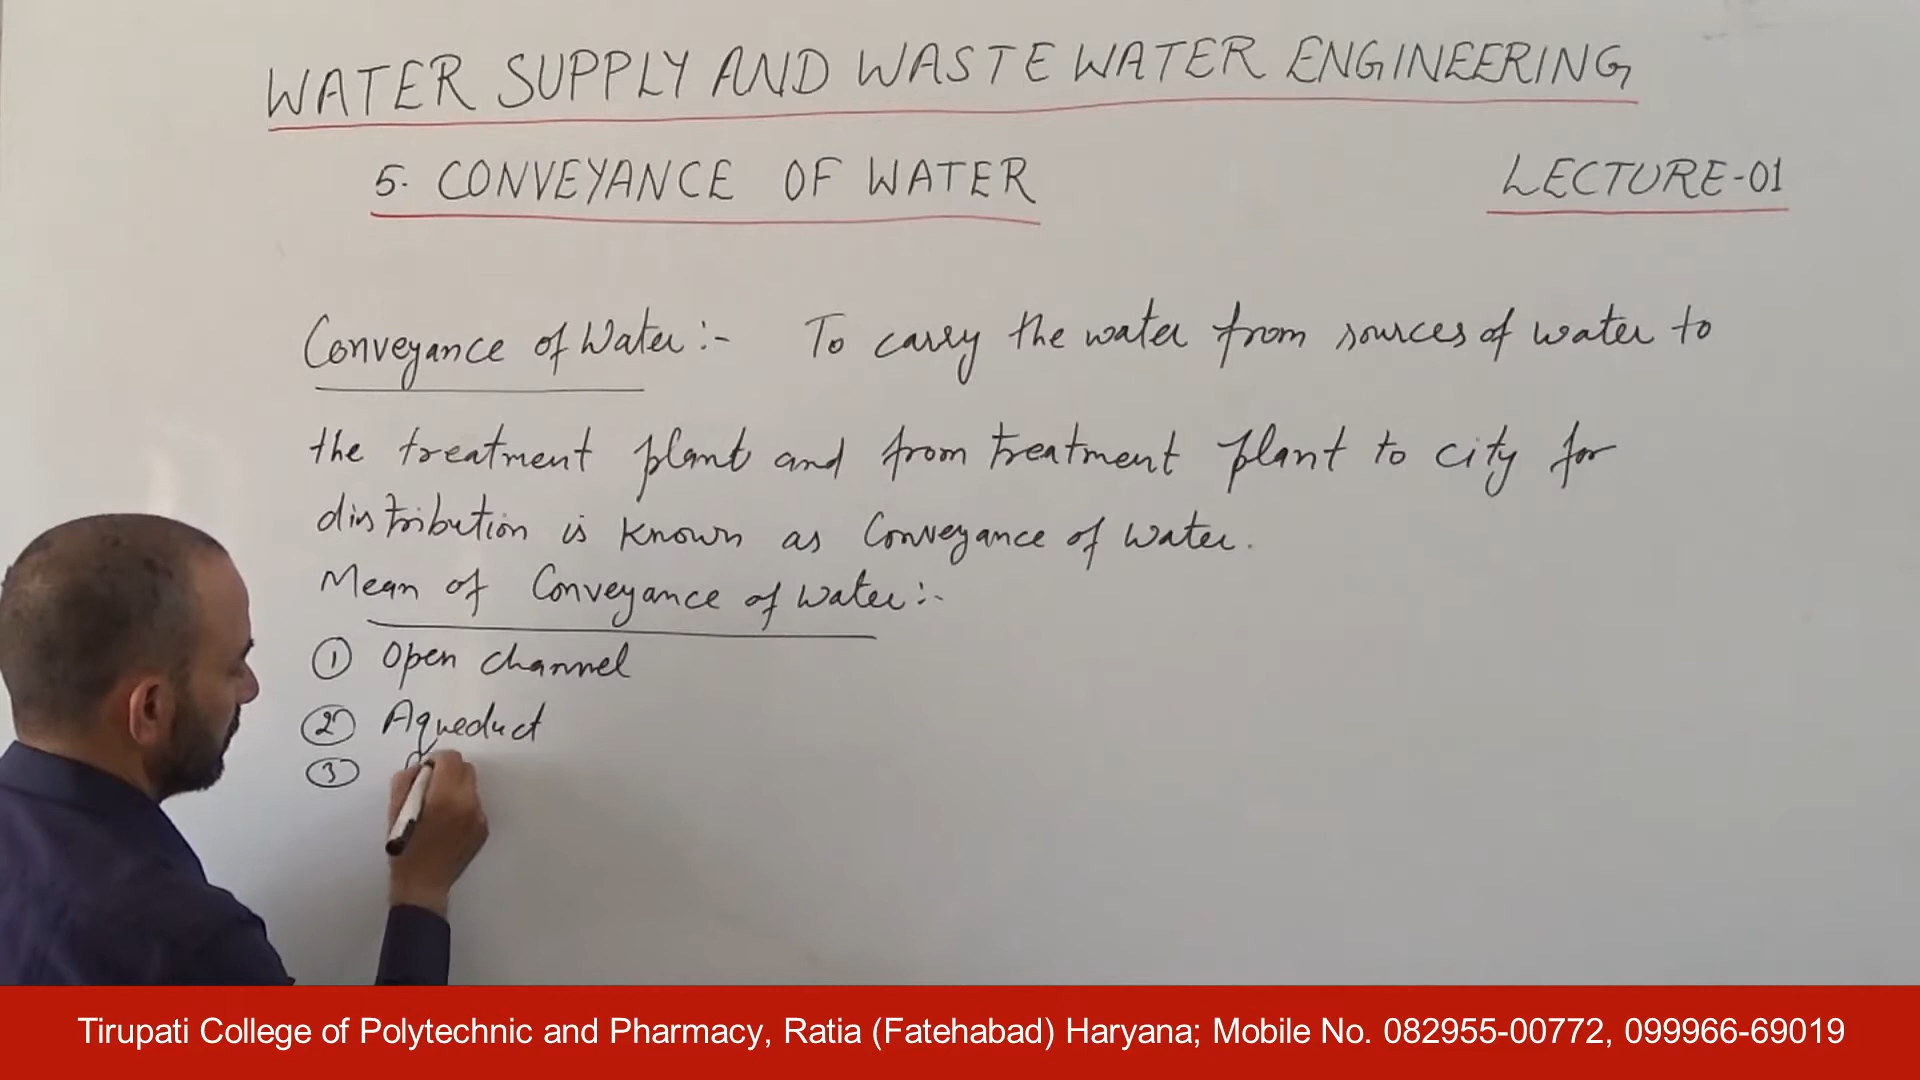 WATER SUPPLY AND WASTE WATER ENGINEERING
5. CONVEYANCE OF WATER LECTURE-01
Conveyance of Water :- To carry the water from sources of water to
the treatment plant and from treatment plant to city for
distribution is known as Conveyance of water.
Mean of Conveyance of water :-
1 Open channel
2 Aqueduct
3
Tirupati College of Polytechnic and Pharmacy, Ratia (Fatehabad) Haryana; Mobile No. 082955-00772, 099966-69019